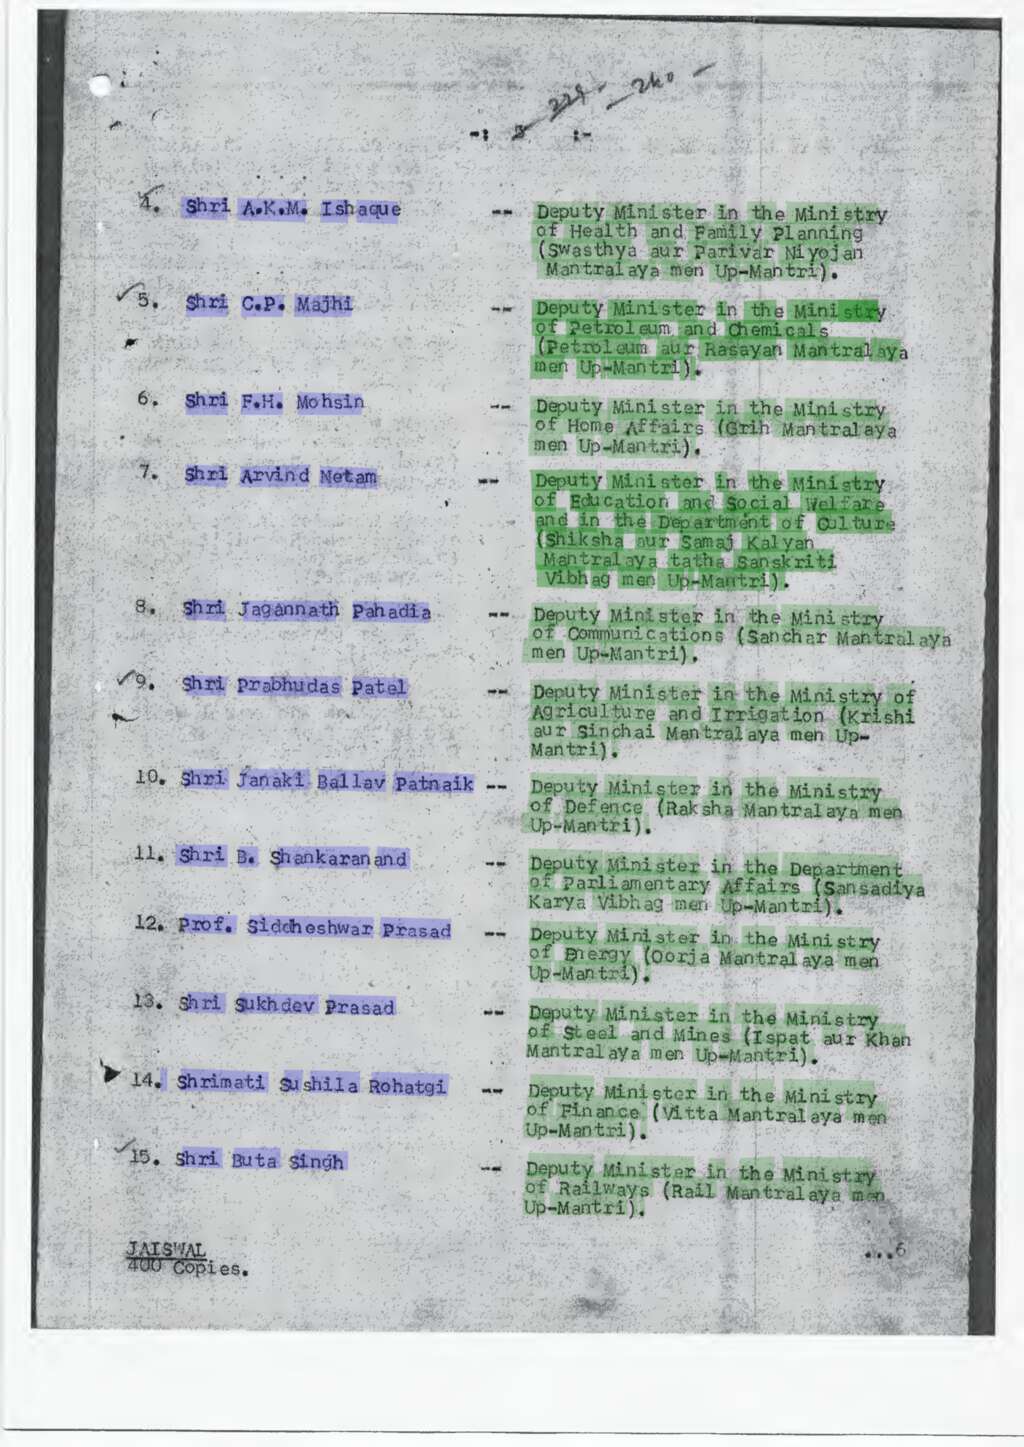 229 - 240 -
-: 5 :-
4. Shri A.K.M. Ishaque -- Deputy Minister in the Ministry
of Health and Family Planning
(Swasthya aur Parivar Niyojan
Mantralaya men Up-Mantri).
5. Shri C.P. Majhi -- Deputy Minister in the Ministry
of Petroleum and Chemicals
(Petroleum aur Rasayan Mantralaya
men Up-Mantri).
6. Shri F.H. Mohsin -- Deputy Minister in the Ministry
of Home Affairs (Grih Mantralaya
men Up-Mantri).
7. Shri Arvind Netam -- Deputy Minister in the Ministry
of Education and Social Welfare
and in the Department of Culture
(Shiksha aur Samaj Kalyan
Mantralaya tatha Sanskriti
Vibhag men Up-Mantri).
8. Shri Jagannath Pahadia -- Deputy Minister in the Ministry
of Communications (Sanchar Mantralaya
men Up-Mantri).
9. Shri Prabhudas Patel -- Deputy Minister in the Ministry of
Agriculture and Irrigation (Krishi
aur Sinchai Mantralaya men Up-
Mantri).
10. Shri Janaki Ballav Patnaik -- Deputy Minister in the Ministry
of Defence (Raksha Mantralaya men
Up-Mantri).
11. Shri B. Shankaranand -- Deputy Minister in the Department
of Parliamentary Affairs (Sansadiya
Karya Vibhag men Up-Mantri).
12. Prof. Siddheshwar Prasad -- Deputy Minister in the Ministry
of Energy (Oorja Mantralaya men
Up-Mantri).
13. Shri Sukhdev Prasad -- Deputy Minister in the Ministry
of Steel and Mines (Ispat aur Khan
Mantralaya men Up-Mantri).
14. Shrimati Sushila Rohatgi -- Deputy Minister in the Ministry
of Finance (Vitta Mantralaya men
Up-Mantri).
15. Shri Buta Singh -- Deputy Minister in the Ministry
of Railways (Rail Mantralaya men
Up-Mantri).
JAISWAL
400 Copies.
...6